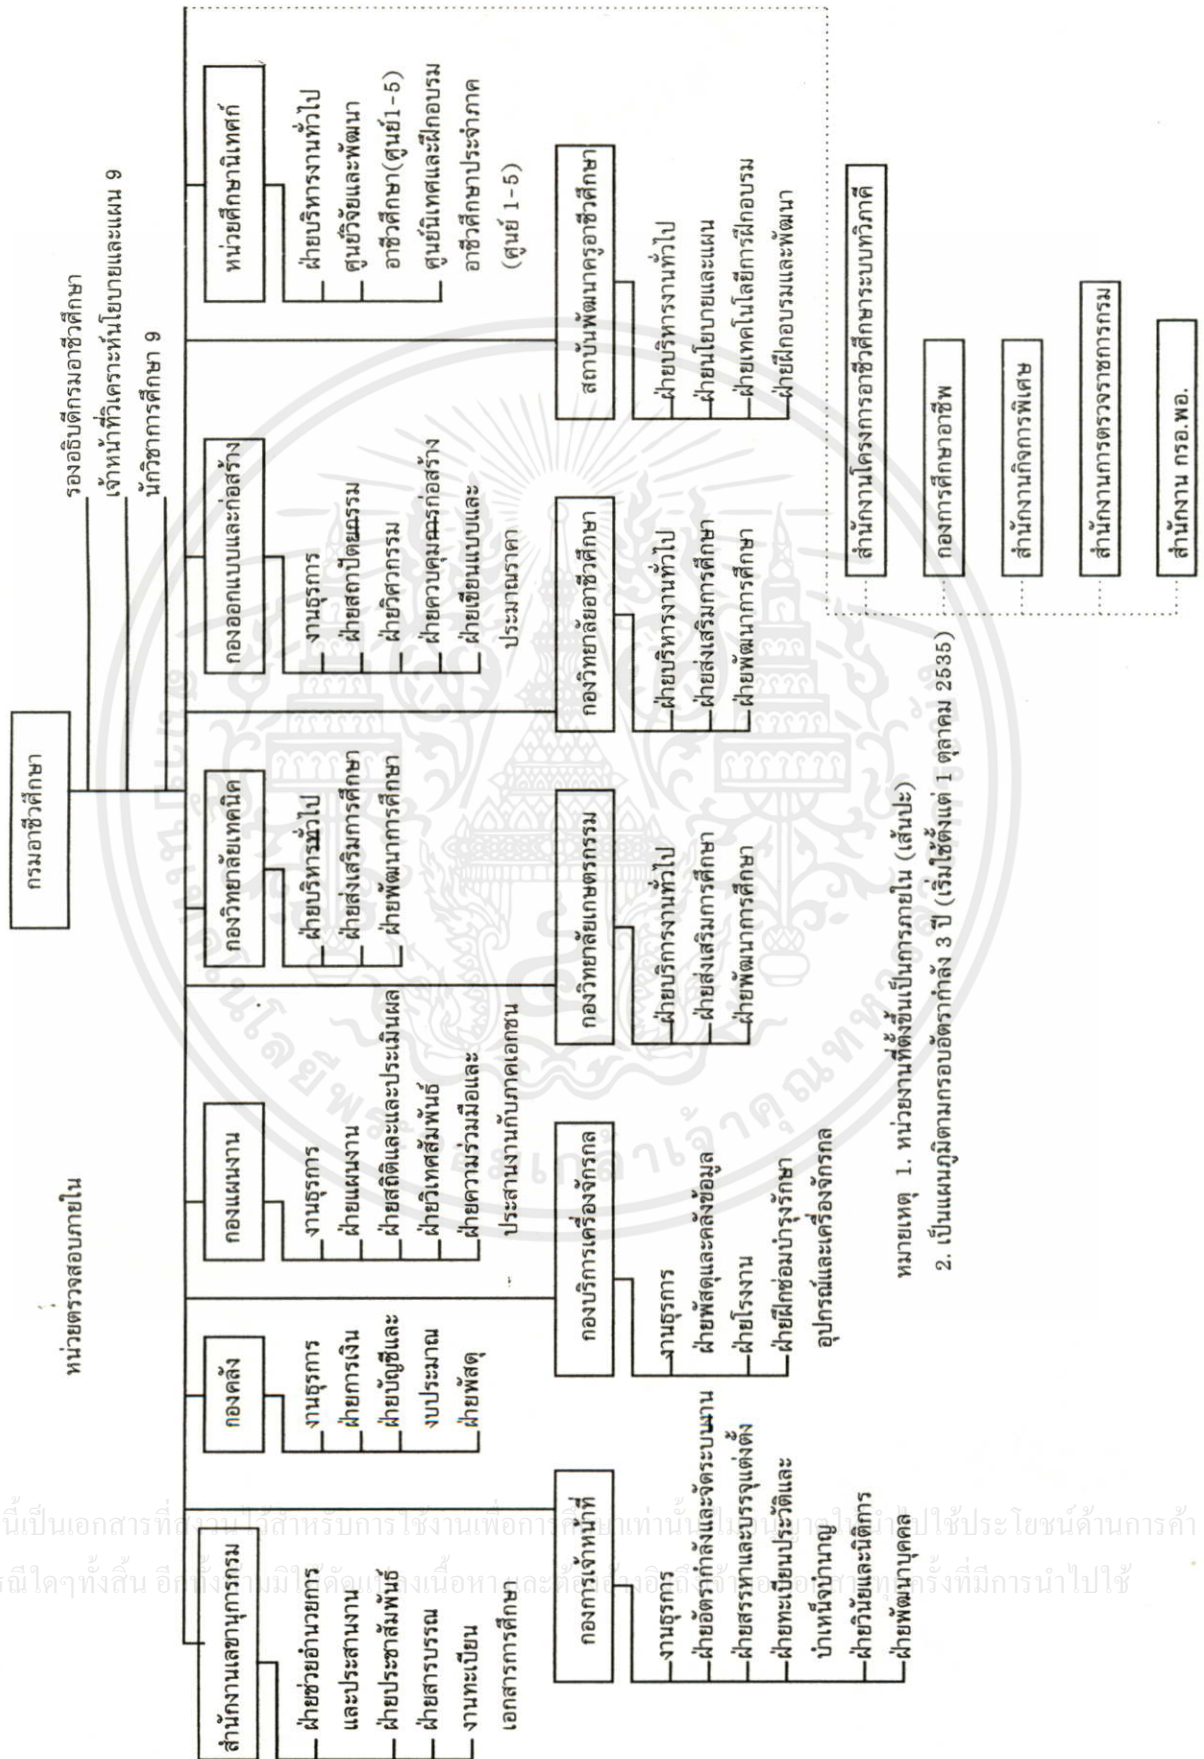 กรมอาชีวศึกษา
หน่วยตรวจสอบภายใน
รองอธิบดีกรมอาชีวศึกษา
เจ้าหน้าที่วิเคราะห์นโยบายและแผน 9
นักวิชาการศึกษา 9
สำนักงานเลขานุการกรม
ฝ่ายช่วยอำนวยการ
และประสานงาน
ฝ่ายประชาสัมพันธ์
ฝ่ายสารบรรณ
งานทะเบียน
เอกสารการศึกษา
กองคลัง
งานธุรการ
ฝ่ายการเงิน
ฝ่ายบัญชีและ
งบประมาณ
ฝ่ายพัสดุ
กองแผนงาน
งานธุรการ
ฝ่ายแผนงาน
ฝ่ายสถิติและและประเมินผล
ฝ่ายวิเทศสัมพันธ์
ฝ่ายความร่วมมือและ
ประสานงานกับภาคเอกชน
กองวิทยาลัยเทคนิค
ฝ่ายบริหารทั่วไป
ฝ่ายส่งเสริมการศึกษา
ฝ่ายพัฒนาการศึกษา
กองออกแบบและก่อสร้าง
งานธุรการ
ฝ่ายสถาปัตยกรรม
ฝ่ายวิศวกรรม
ฝ่ายควบคุมการก่อสร้าง
ฝ่ายเขียนแบบและ
ประมาณราคา
หน่วยศึกษานิเทศก์
ฝ่ายบริหารงานทั่วไป
ศูนย์วิจัยและพัฒนา
อาชีวศึกษา(ศูนย์1-5)
ศูนย์นิเทศและฝึกอบรม
อาชีวศึกษาประจำภาค
(ศูนย์ 1-5)
กองการเจ้าหน้าที่
งานธุรการ
ฝ่ายอัตรากำลังและจัดระบบงาน
ฝ่ายสรรหาและบรรจุแต่งตั้ง
ฝ่ายทะเบียนประวัติและ
บำเหน็จบำนาญ
ฝ่ายวินัยและนิติการ
ฝ่ายพัฒนาบุคคล
กองบริการเครื่องจักรกล
งานธุรการ
ฝ่ายพัสดุและคลังข้อมูล
ฝ่ายโรงงาน
ฝ่ายฝึกซ่อมบำรุงรักษา
อุปกรณ์และเครื่องจักรกล
กองวิทยาลัยเกษตรกรรม
ฝ่ายบริการงานทั่วไป
ฝ่ายส่งเสริมการศึกษา
ฝ่ายพัฒนาการศึกษา
กองวิทยาลัยอาชีวศึกษา
ฝ่ายบริหารงานทั่วไป
ฝ่ายส่งเสริมการศึกษา
ฝ่ายพัฒนาการศึกษา
สถาบันพัฒนาครูอาชีวศึกษา
ฝ่ายบริหารงานทั่วไป
ฝ่ายนโยบายและแผน
ฝ่ายเทคโนโลยีการฝึกอบรม
ฝ่ายฝึกอบรมและพัฒนา
สำนักงานโครงการอาชีวศึกษาระบบทวิภาคี
กองการศึกษาอาชีพ
สำนักงานกิจการพิเศษ
สำนักงานการตรวจราชการกรม
สำนักงาน กรอ.พอ.
หมายเหตุ 1. หน่วยงานที่ตั้งขึ้นเป็นการภายใน (เส้นปะ)
2. เป็นแผนภูมิตามกรอบอัตรากำลัง 3 ปี (เริ่มใช้ตั้งแต่ 1 ตุลาคม 2535)